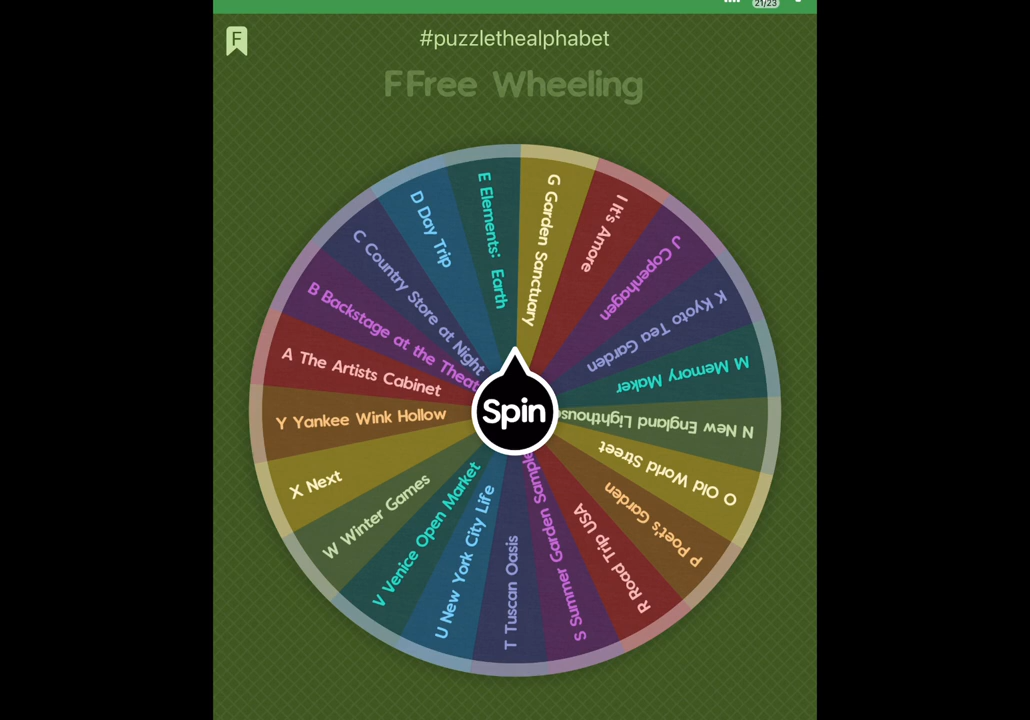 21/23
F
#puzzlethealphabet
FFree Wheeling
E Elements: Earth
G Garden Sanctuary
I It's Amore
J Copenhagen
K Kyoto Tea Garden
M Memory Maker
N New England Lighthouse
O Old World Street
P Poet's Garden
R Road Trip USA
S Summer Garden Sample
T Tuscan Oasis
U New York City Life
V Venice Open Market
W Winter Games
X Next
Y Yankee Wink Hollow
A The Artists Cabinet
B Backstage at the Theat
C Country Store at Night
D Day Trip
Spin